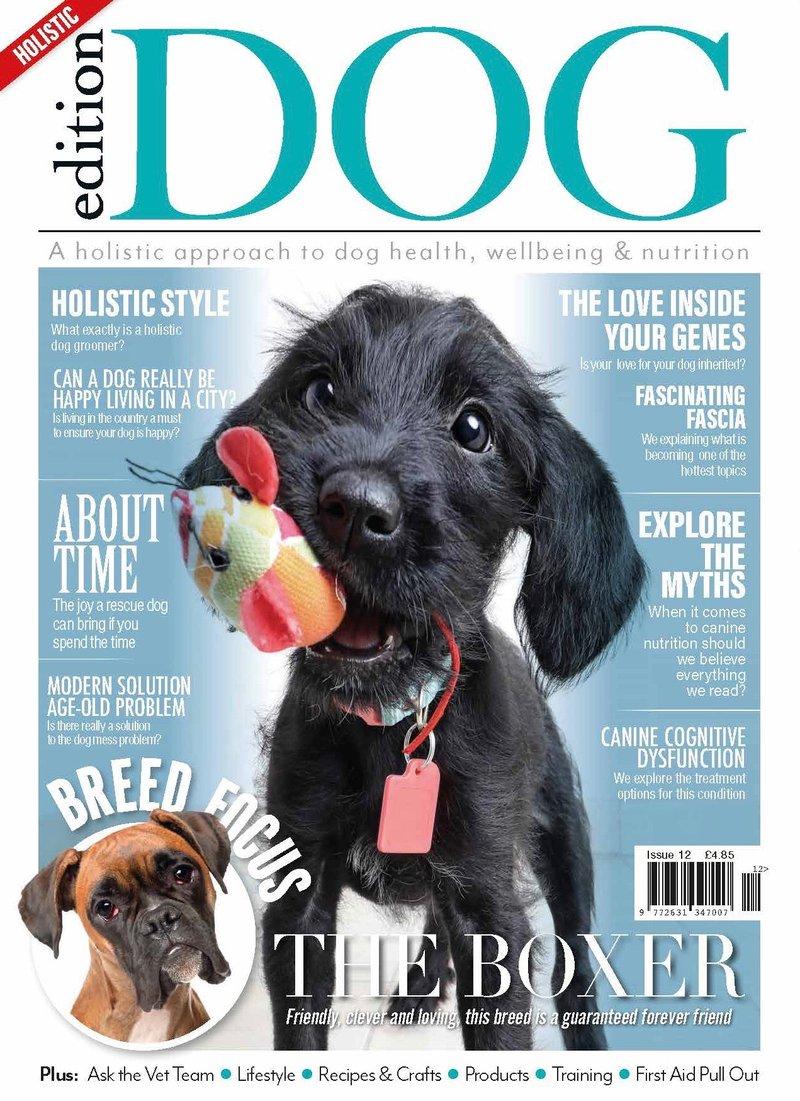 HOLISTIC
edition
DOG
A holistic approach to dog health, wellbeing & nutrition
HOLISTIC STYLE
What exactly is a holistic
dog groomer?
CAN A DOG REALLY BE
HAPPY LIVING IN A CITY?
Is living in the country a must
to ensure your dog is happy?
ABOUT
TIME
The joy a rescue dog
can bring if you
spend the time
MODERN SOLUTION
AGE-OLD PROBLEM
Is there really a solution
to the dog mess problem?
THE LOVE INSIDE
YOUR GENES
Is your love for your dog inherited?
FASCINATING
FASCIA
We explaining what is
becoming one of the
hottest topics
EXPLORE
THE
MYTHS
When it comes
to canine
nutrition should
we believe
everything
we read?
CANINE COGNITIVE
DYSFUNCTION
We explore the treatment
options for this condition
BREED FOCUS
Issue 12 £4.85
12>
9 772631 347007
THE BOXER
Friendly, clever and loving, this breed is a guaranteed forever friend
Plus: Ask the Vet Team • Lifestyle • Recipes & Crafts • Products • Training • First Aid Pull Out